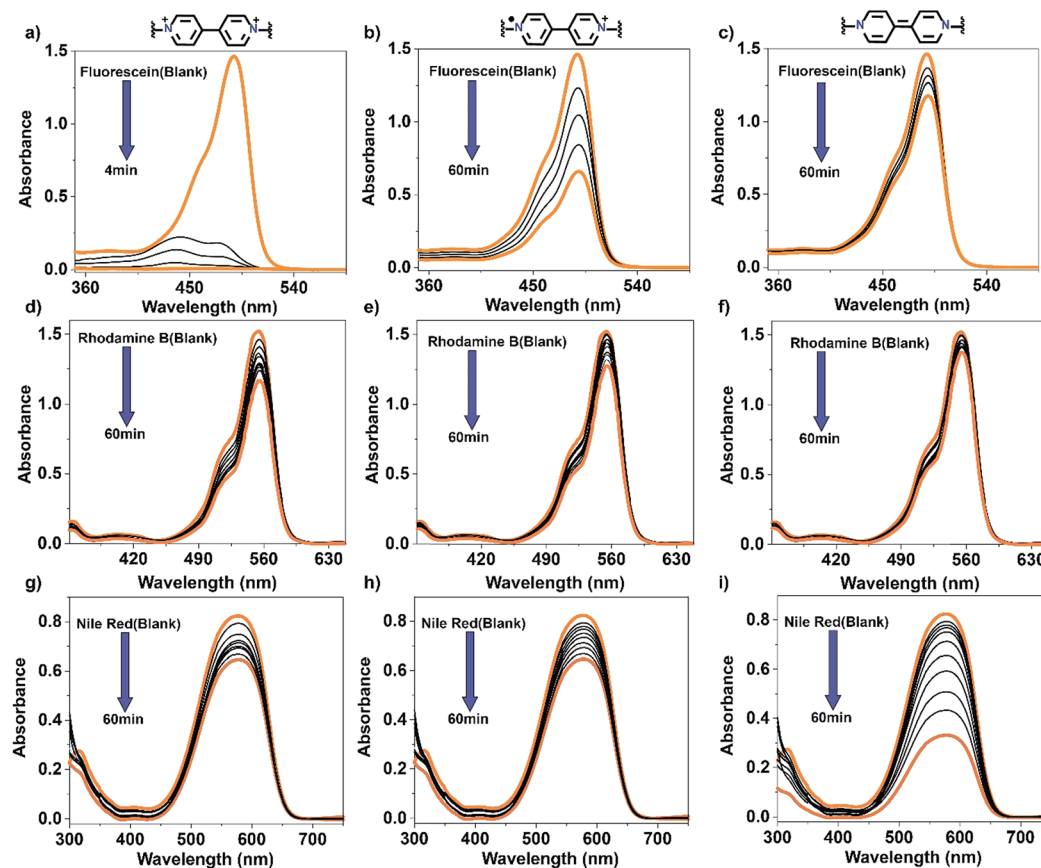 a)
+
N
N
+
b)
•
N
N
+
c)
N
N
Fluorescein(Blank)
4min
Absorbance
1.5
1.0
0.5
0.0
360
450
540
Wavelength (nm)
Fluorescein(Blank)
60min
Absorbance
1.5
1.0
0.5
0.0
360
450
540
Wavelength (nm)
Fluorescein(Blank)
60min
Absorbance
1.5
1.0
0.5
0.0
360
450
540
Wavelength (nm)
d)
Rhodamine B(Blank)
60min
Absorbance
1.5
1.0
0.5
0.0
420
490
560
630
Wavelength (nm)
e)
Rhodamine B(Blank)
60min
Absorbance
1.5
1.0
0.5
0.0
420
490
560
630
Wavelength (nm)
f)
Rhodamine B(Blank)
60min
Absorbance
1.5
1.0
0.5
0.0
420
490
560
630
Wavelength (nm)
g)
Nile Red(Blank)
60min
Absorbance
0.8
0.6
0.4
0.2
0.0
300
400
500
600
700
Wavelength (nm)
h)
Nile Red(Blank)
60min
Absorbance
0.8
0.6
0.4
0.2
0.0
300
400
500
600
700
Wavelength (nm)
i)
Nile Red(Blank)
60min
Absorbance
0.8
0.6
0.4
0.2
0.0
300
400
500
600
700
Wavelength (nm)